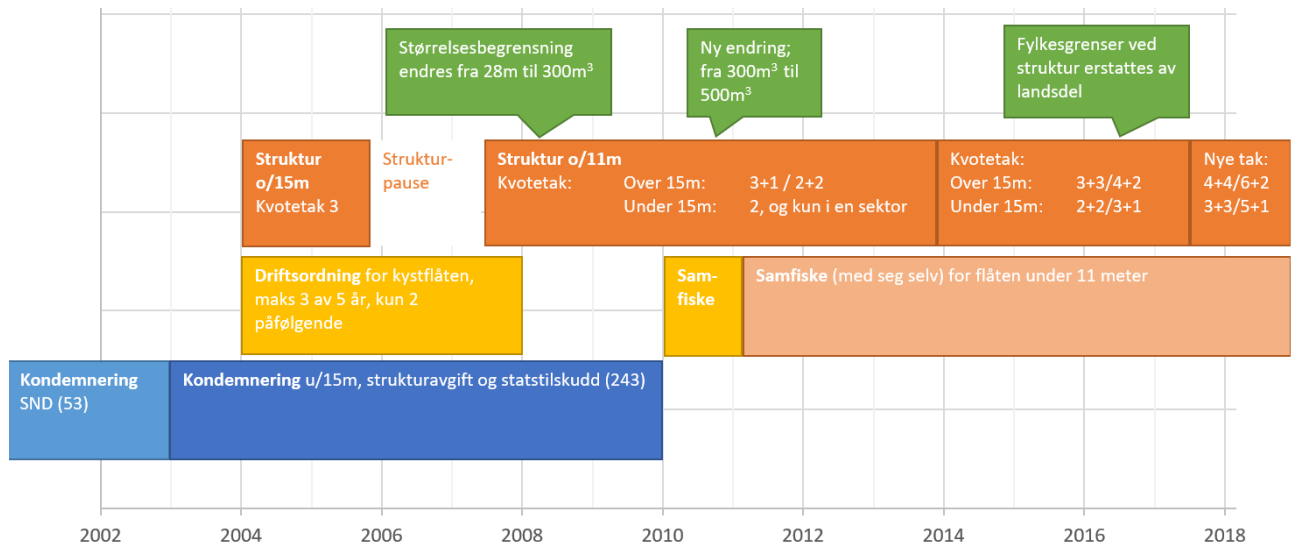 Størrelsesbegrensning
endres fra 28m til 300m³
Ny endring;
fra 300m³ til
500m³
Fylkesgrenser ved
struktur erstattes av
landsdel
Struktur
o/15m
Kvotetak 3
Struktur-
pause
Struktur o/11m
Kvotetak: Over 15m: 3+1 / 2+2
Under 15m: 2, og kun i en sektor
Kvotetak:
Over 15m: 3+3/4+2
Under 15m: 2+2/3+1
Nye tak:
4+4/6+2
3+3/5+1
Driftsordning for kystflåten,
maks 3 av 5 år, kun 2
påfølgende
Sam-
fiske
Samfiske (med seg selv) for flåten under 11 meter
Kondemnering
SND (53)
Kondemnering u/15m, strukturavgift og statstilskudd (243)
2002 2004 2006 2008 2010 2012 2014 2016 2018